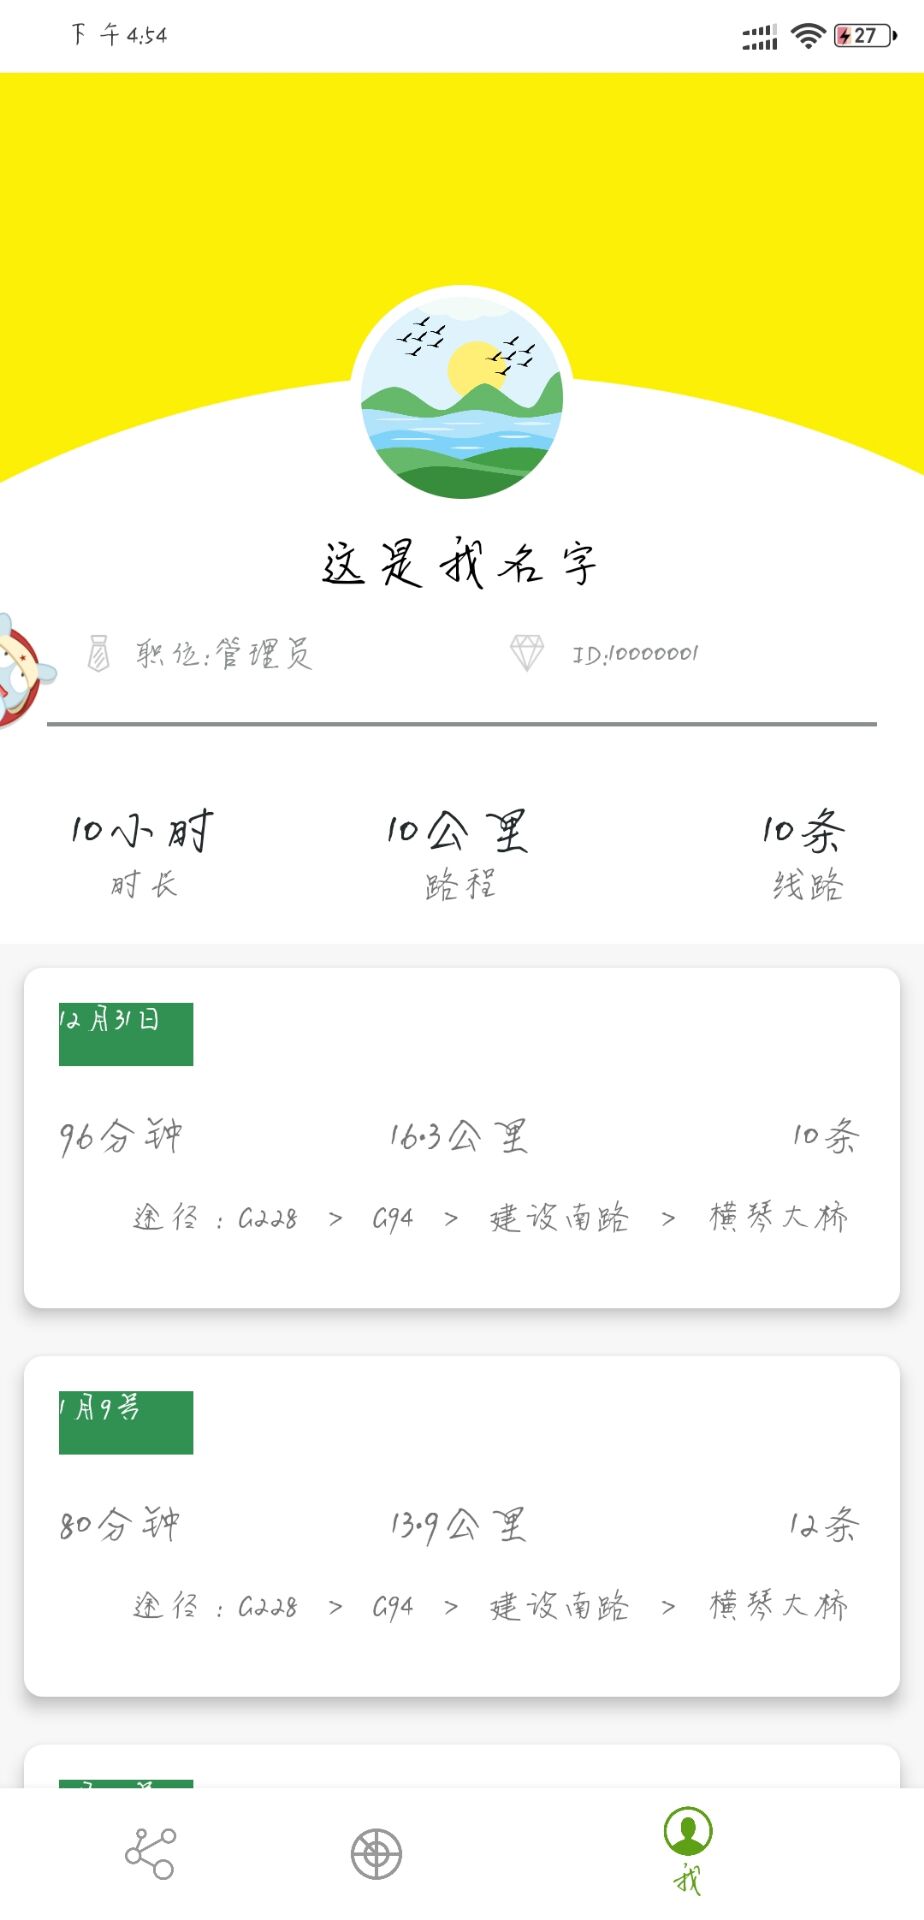 下午4:54
27
这是我名字
职位:管理员 ID:10000001
10小时 10公里 10条
时长 路程 线路
12月31日
96分钟 16.3公里 10条
途径：G228 > G94 > 建设南路 > 横琴大桥
1月9号
80分钟 13.9公里 12条
途径：G228 > G94 > 建设南路 > 横琴大桥
我